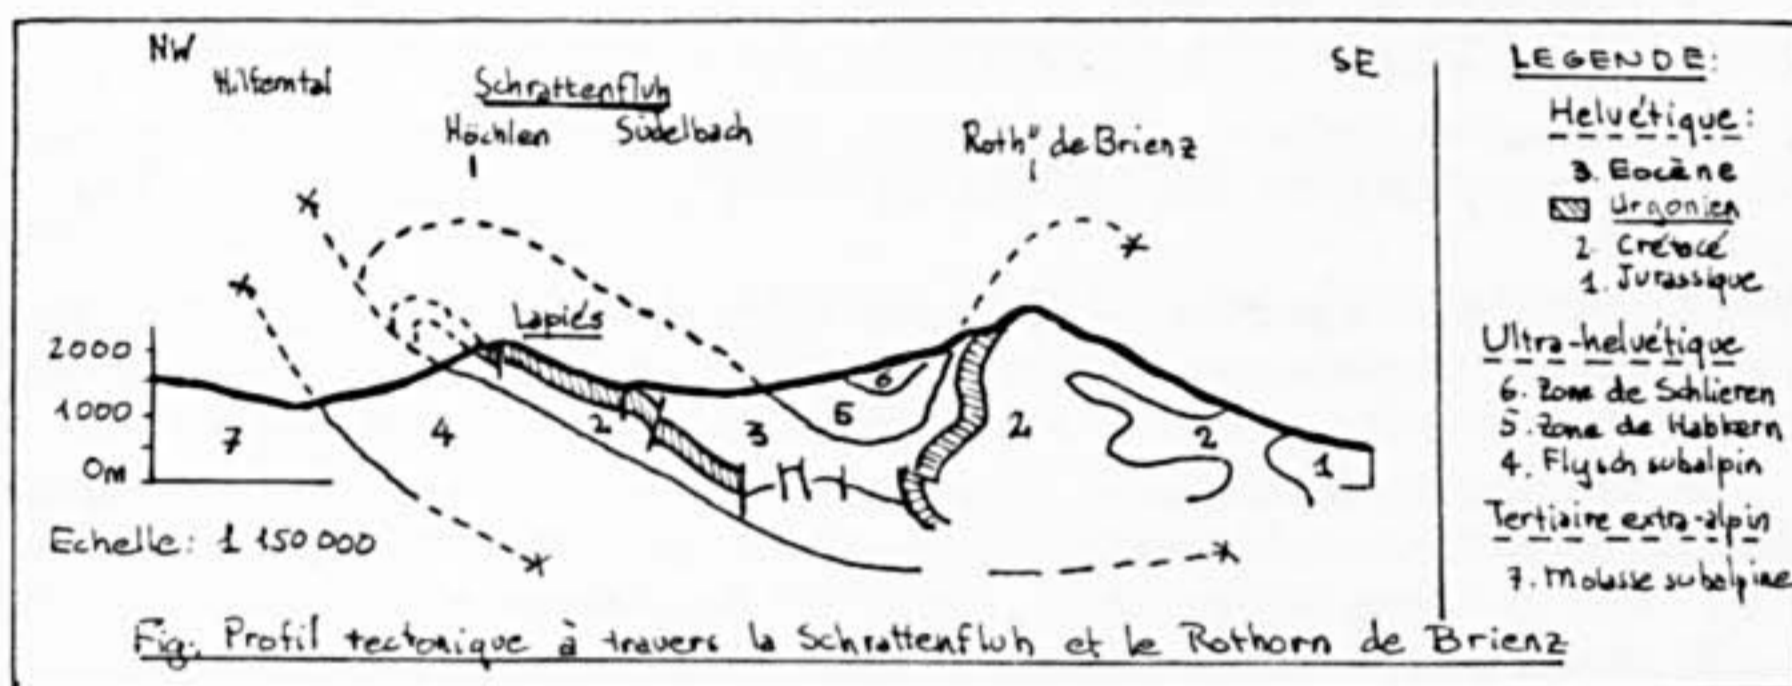 NW
SE
Hilferntal
Schrattenfluh
Höchlen
Südelbach
Rothⁿ de Brienz
Lapiés
2000
1000
0m
7
4
2
3
5
6
2
2
1
Echelle: 1 150 000
LEGENDE:
Helvétique:
3. Eocène
Urgonien
2. Crétacé
1. Jurassique
Ultra-helvétique
6. Zone de Schlieren
5. Zone de Habkern
4. Flysch subalpin
Tertiaire extra-alpin
7. Molasse subalpine
Fig. Profil tectonique à travers la Schrattenfluh et le Rothorn de Brienz